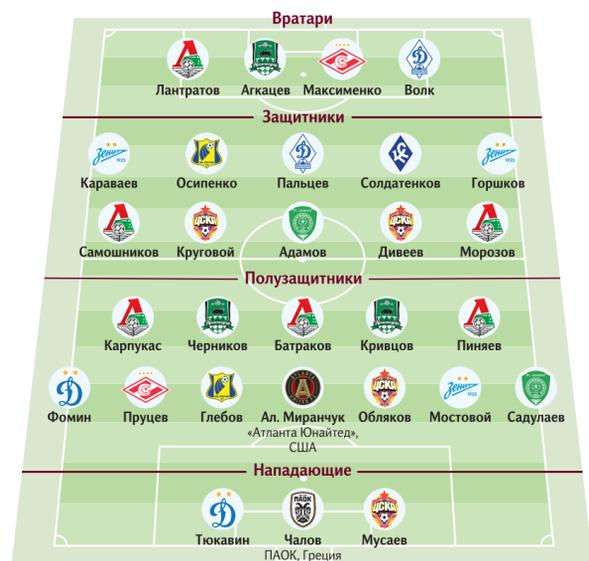 Вратари
Лантратов Агкацев Максименко Волк
Защитники
Караваев Осипенко Пальцев Солдатенков Горшков
Самошников Круговой Адамов Дивеев Морозов
Полузащитники
Карпукас Черников Батраков Кривцов Пиняев
Фомин Пруцев Глебов Ал. Миранчук Обляков Мостовой Садулаев
«Атланта Юнайтед»,
США
Нападающие
Тюкавин Чалов Мусаев
ПАОК, Греция